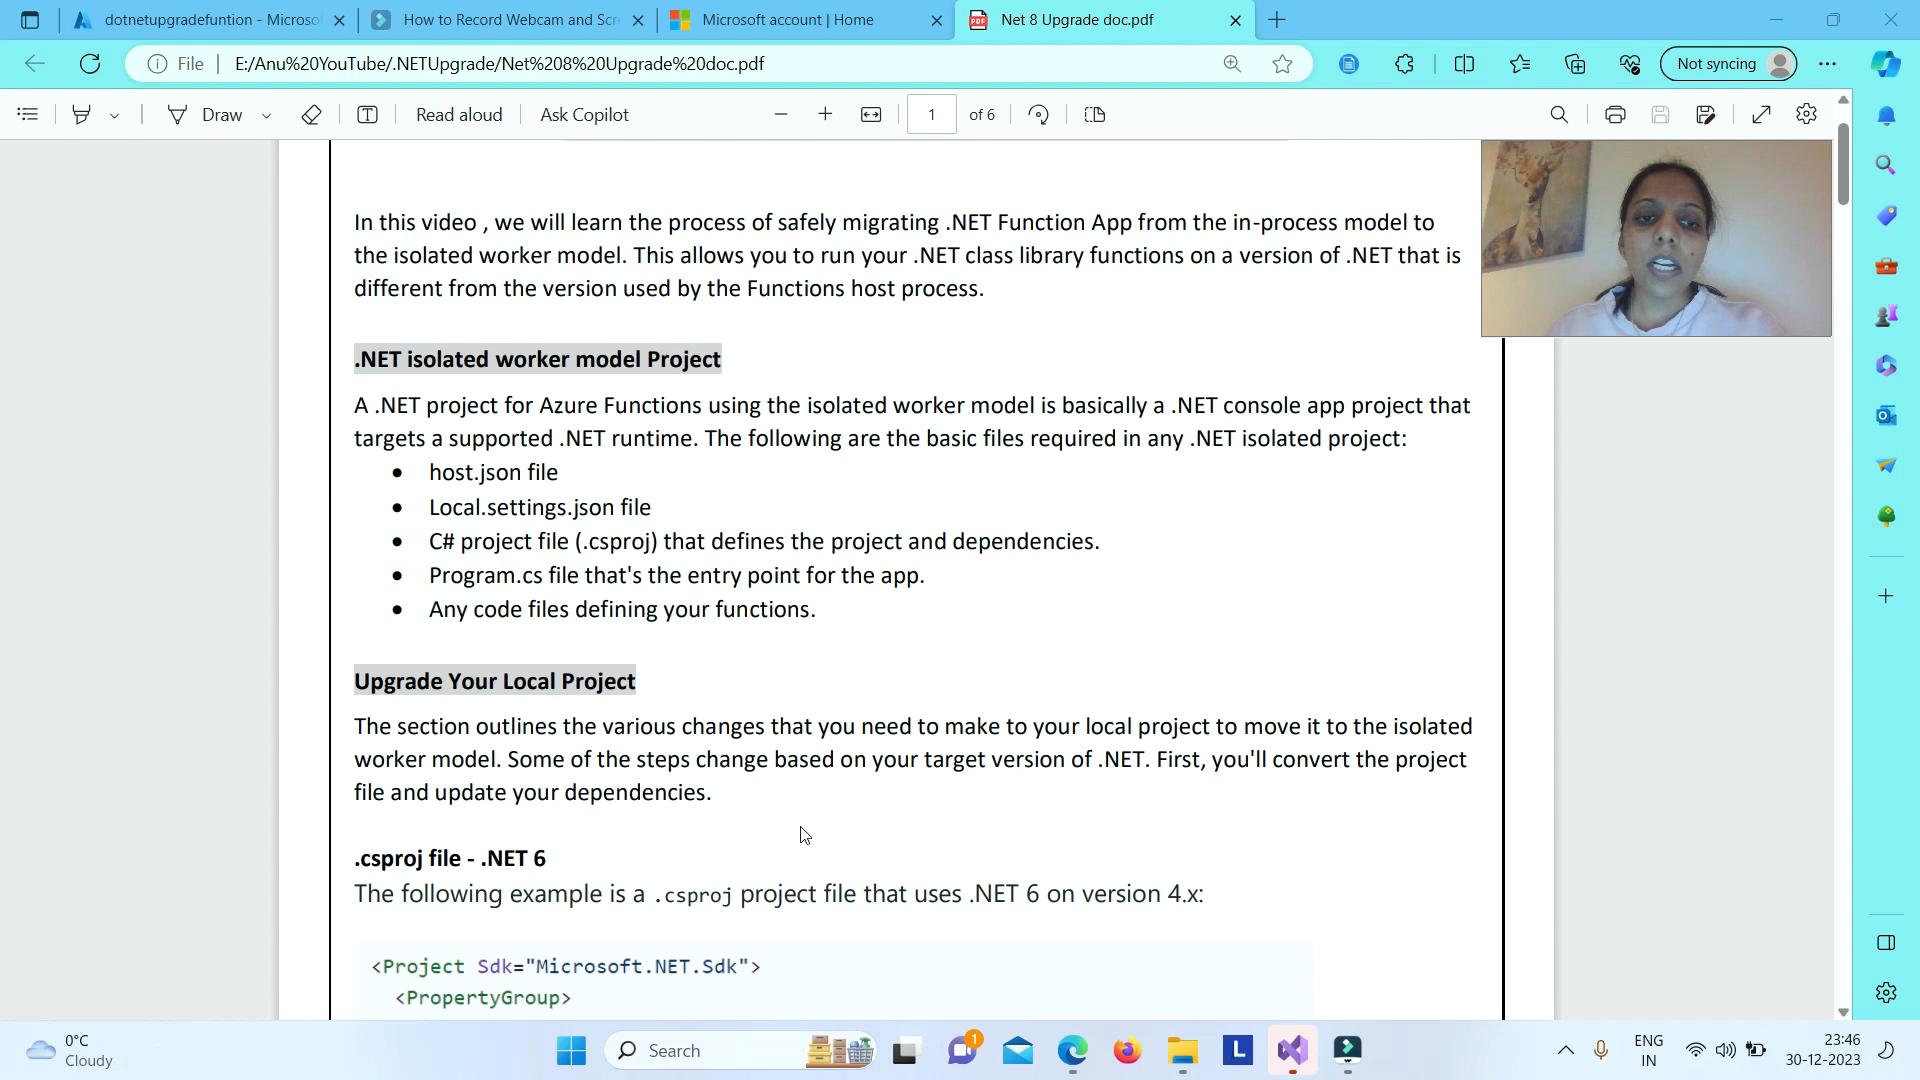 dotnetupgradefuntion - Microso
How to Record Webcam and Scr
Microsoft account | Home
Net 8 Upgrade doc.pdf
File
E:/Anu%20YouTube/.NETUpgrade/Net%208%20Upgrade%20doc.pdf
Not syncing
Draw
Read aloud
Ask Copilot
1 of 6
In this video , we will learn the process of safely migrating .NET Function App from the in-process model to
the isolated worker model. This allows you to run your .NET class library functions on a version of .NET that is
different from the version used by the Functions host process.
.NET isolated worker model Project
A .NET project for Azure Functions using the isolated worker model is basically a .NET console app project that
targets a supported .NET runtime. The following are the basic files required in any .NET isolated project:
• host.json file
• Local.settings.json file
• C# project file (.csproj) that defines the project and dependencies.
• Program.cs file that's the entry point for the app.
• Any code files defining your functions.
Upgrade Your Local Project
The section outlines the various changes that you need to make to your local project to move it to the isolated
worker model. Some of the steps change based on your target version of .NET. First, you'll convert the project
file and update your dependencies.
.csproj file - .NET 6
The following example is a .csproj project file that uses .NET 6 on version 4.x:
<Project Sdk="Microsoft.NET.Sdk">
<PropertyGroup>
0°C
Cloudy
Search
1
L
ENG
IN
23:46
30-12-2023